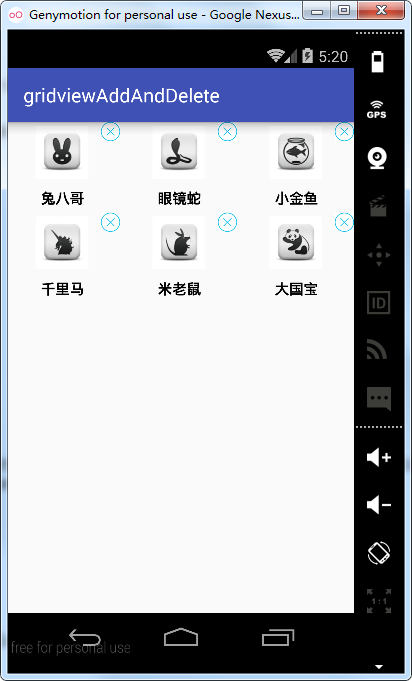 Genymotion for personal use - Google Nexus...
5:20
gridviewAddAndDelete
兔八哥
眼镜蛇
小金鱼
千里马
米老鼠
大国宝
GPS
ID
1:1
free for personal use